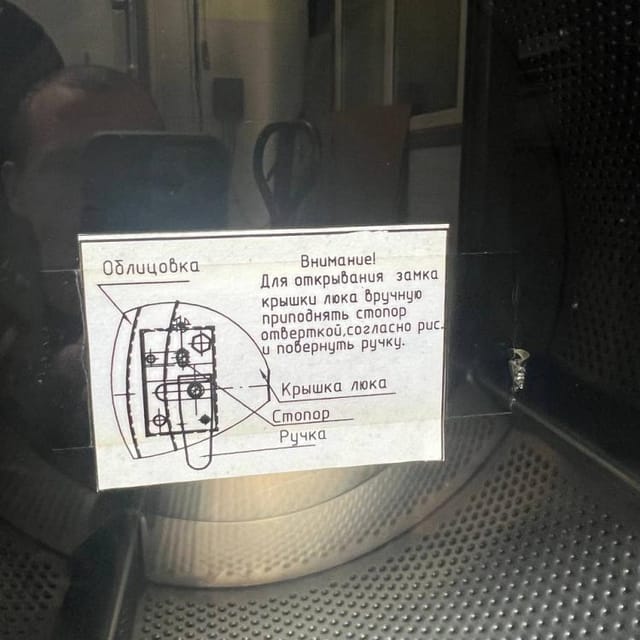 Облицовка
Внимание!
Для открывания замка
крышки люка вручную
приподнять стопор
отверткой,согласно рис.
и повернуть ручку.
Крышка люка
Стопор
Ручка